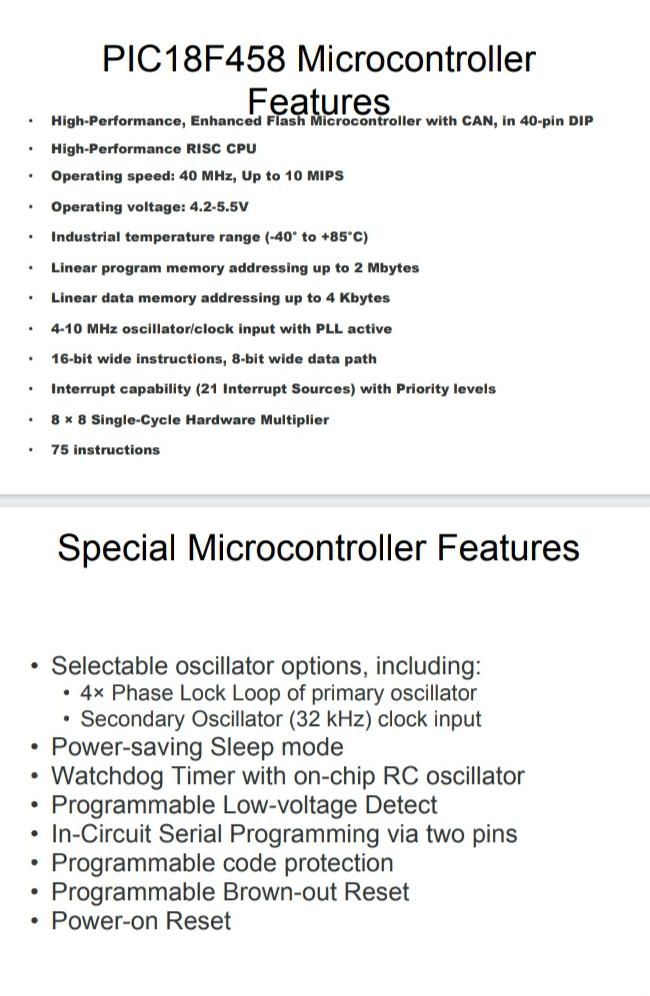 PIC18F458 Microcontroller
Features
• High-Performance, Enhanced Flash Microcontroller with CAN, in 40-pin DIP
• High-Performance RISC CPU
• Operating speed: 40 MHz, Up to 10 MIPS
• Operating voltage: 4.2-5.5V
• Industrial temperature range (-40° to +85°C)
• Linear program memory addressing up to 2 Mbytes
• Linear data memory addressing up to 4 Kbytes
• 4-10 MHz oscillator/clock input with PLL active
• 16-bit wide instructions, 8-bit wide data path
• Interrupt capability (21 Interrupt Sources) with Priority levels
• 8 × 8 Single-Cycle Hardware Multiplier
• 75 instructions
Special Microcontroller Features
• Selectable oscillator options, including:
• 4× Phase Lock Loop of primary oscillator
• Secondary Oscillator (32 kHz) clock input
• Power-saving Sleep mode
• Watchdog Timer with on-chip RC oscillator
• Programmable Low-voltage Detect
• In-Circuit Serial Programming via two pins
• Programmable code protection
• Programmable Brown-out Reset
• Power-on Reset